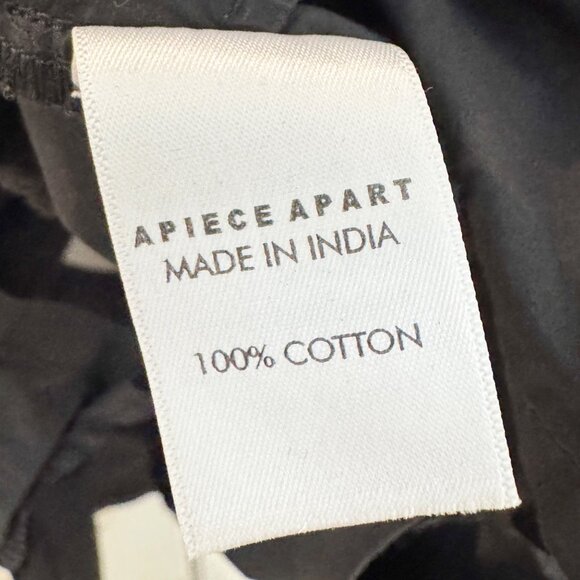 APIECE APART
MADE IN INDIA
100% COTTON